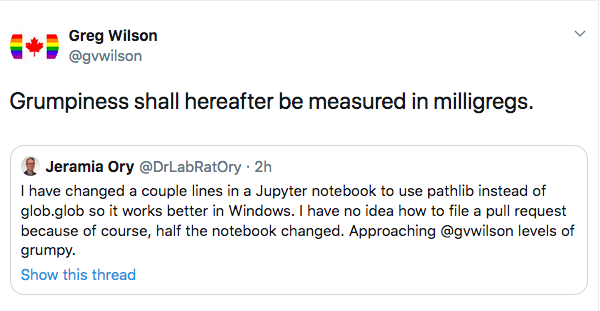 Greg Wilson
@gvwilson
Grumpiness shall hereafter be measured in milligregs.
Jeramia Ory @DrLabRatOry · 2h
I have changed a couple lines in a Jupyter notebook to use pathlib instead of
glob.glob so it works better in Windows. I have no idea how to file a pull request
because of course, half the notebook changed. Approaching @gvwilson levels of
grumpy.
Show this thread